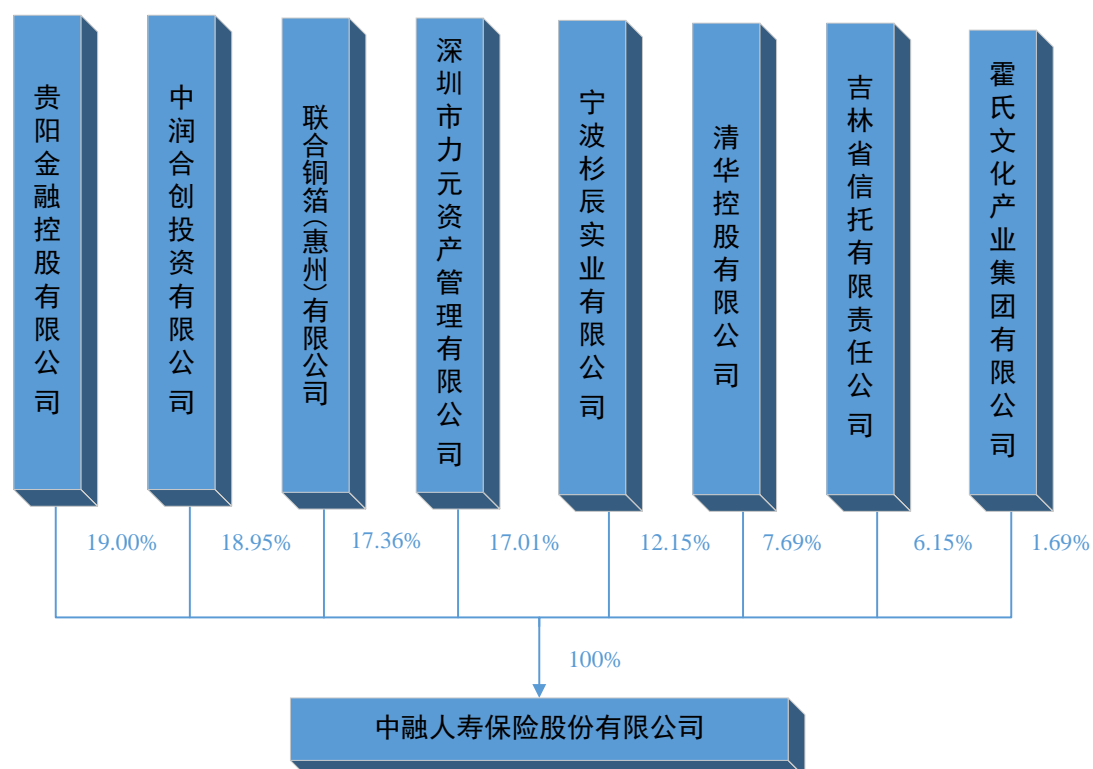 贵阳金融控股有限公司
中润合创投资有限公司
联合铜箔(惠州)有限公司
深圳市力元资产管理有限公司
宁波杉辰实业有限公司
清华控股有限公司
吉林省信托有限责任公司
霍氏文化产业集团有限公司
19.00%
18.95%
17.36%
17.01%
12.15%
7.69%
6.15%
1.69%
100%
中融人寿保险股份有限公司